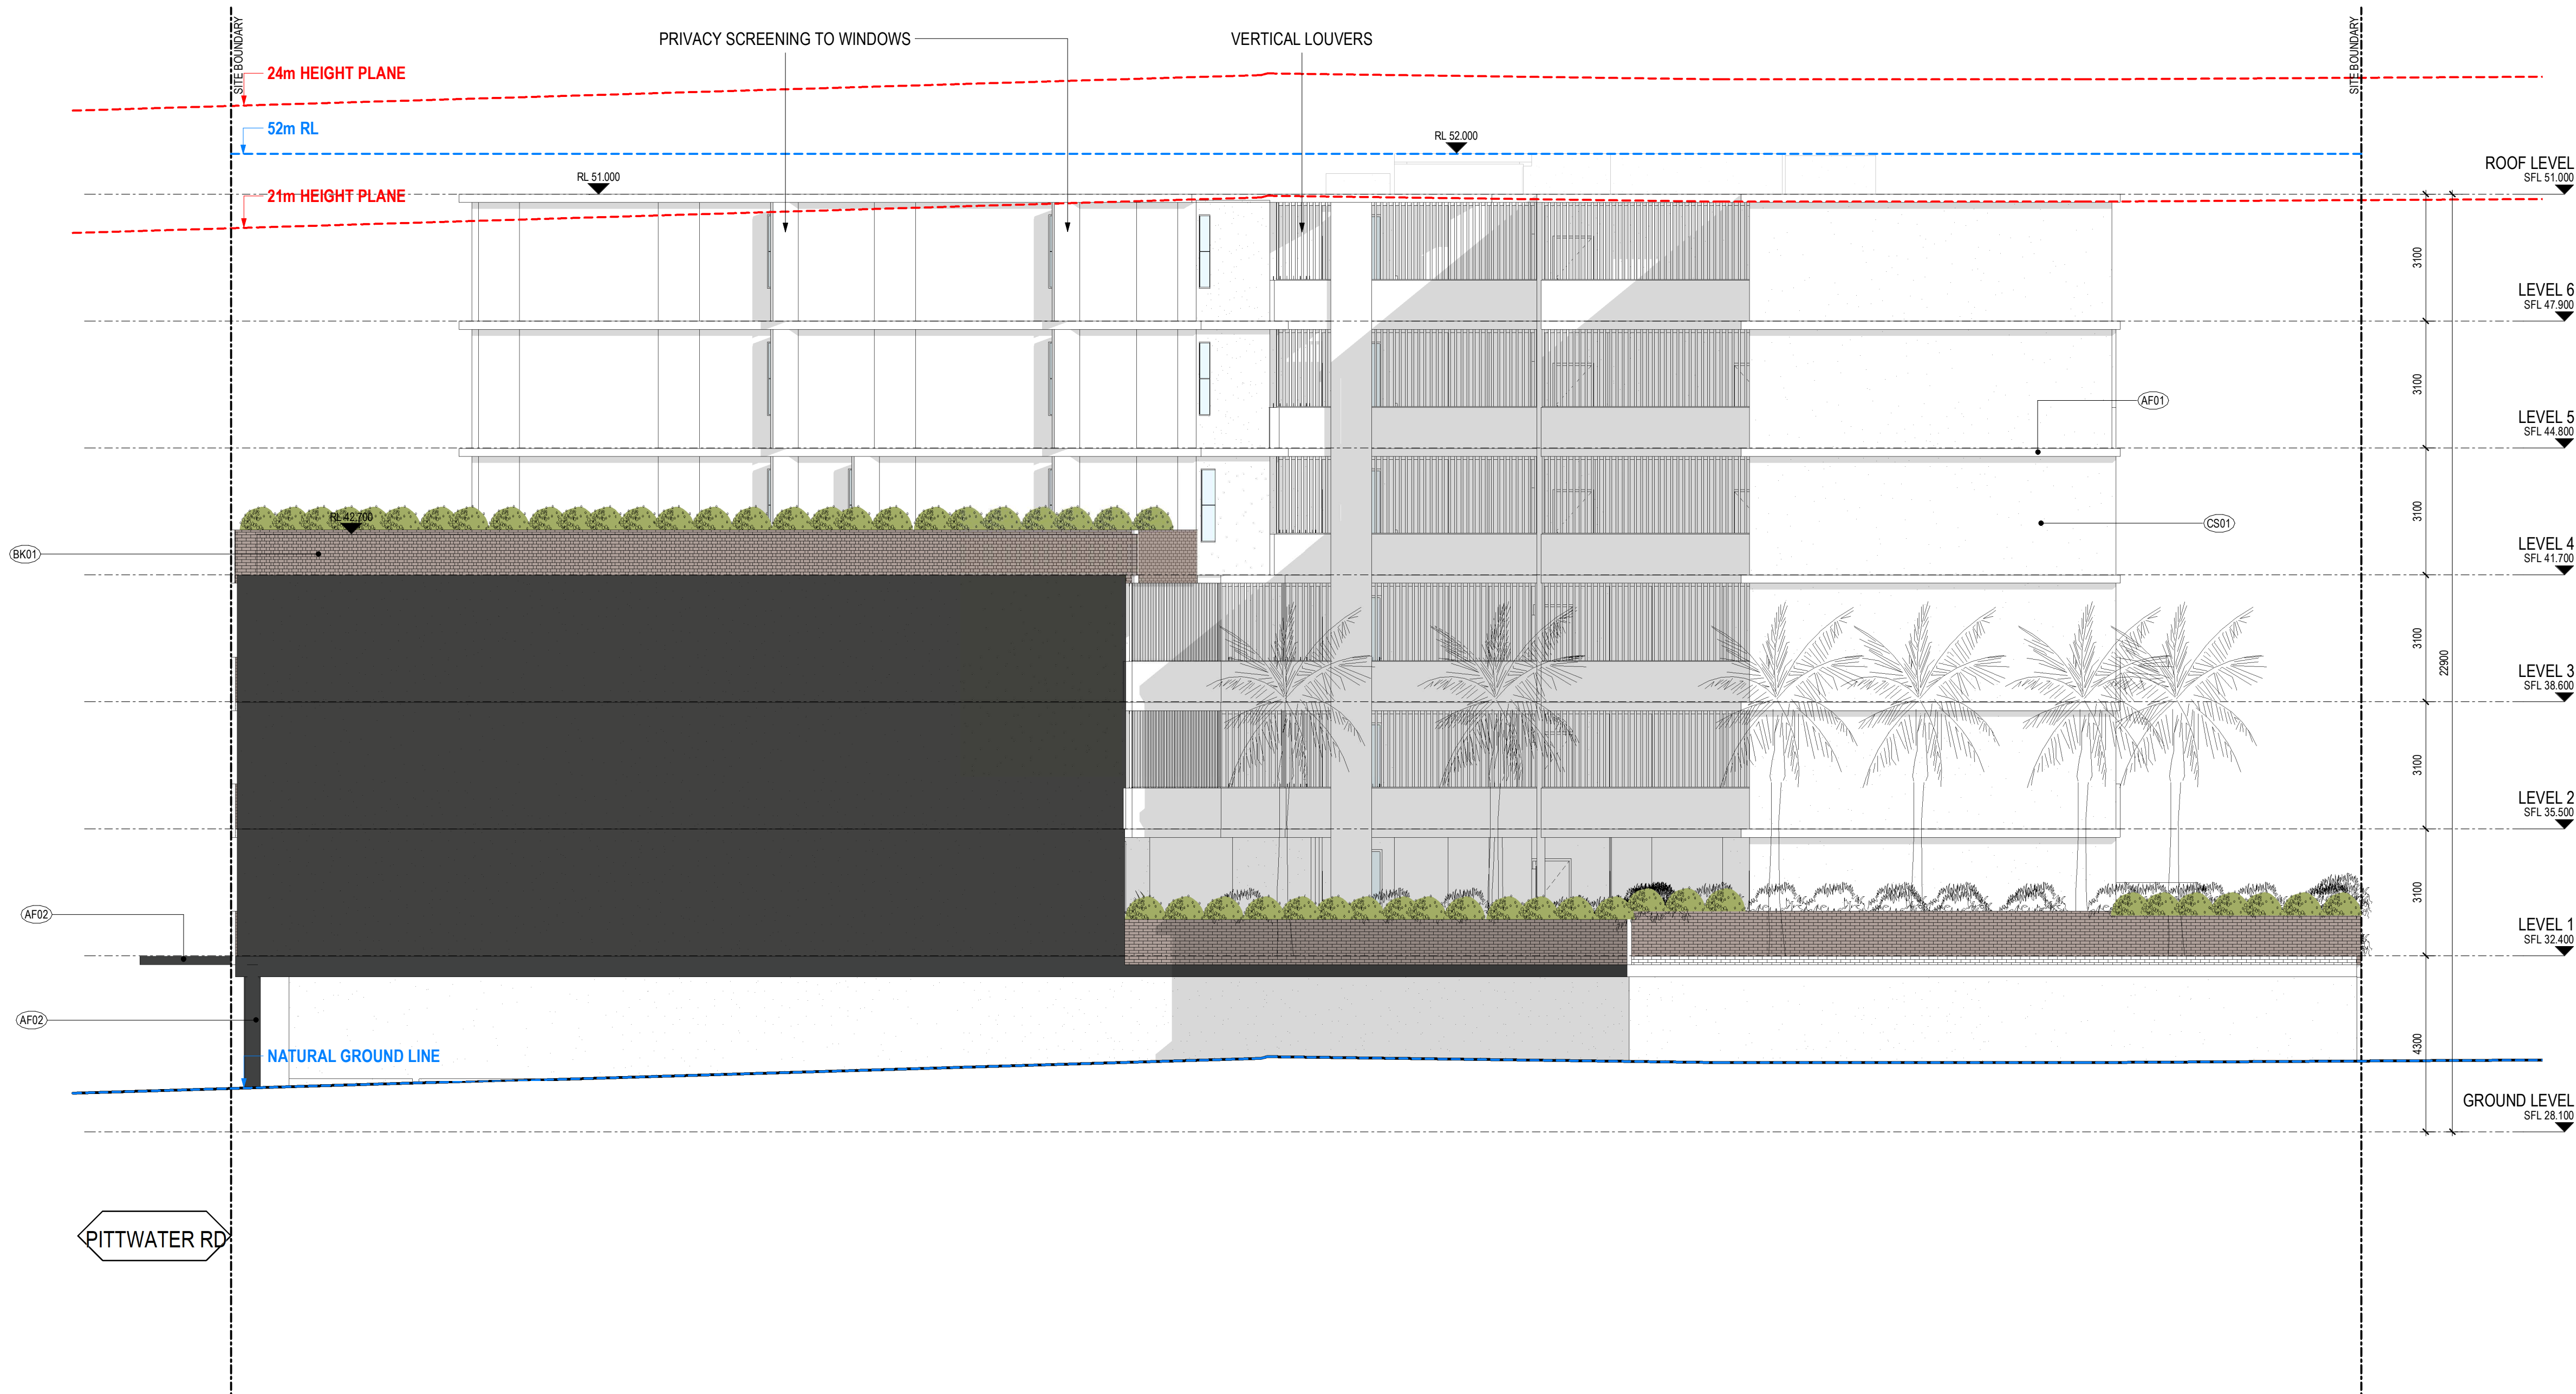 SITE BOUNDARY
SITE BOUNDARY
PRIVACY SCREENING TO WINDOWS
VERTICAL LOUVERS
24m HEIGHT PLANE
52m RL
RL 52.000
ROOF LEVEL
SFL 51.000
RL 51.000
21m HEIGHT PLANE
3100
LEVEL 6
SFL 47.900
3100
AF01
LEVEL 5
SFL 44.800
3100
RL 42.700
CS01
BK01
LEVEL 4
SFL 41.700
3100
22900
LEVEL 3
SFL 38.600
3100
LEVEL 2
SFL 35.500
3100
AF02
LEVEL 1
SFL 32.400
AF02
4300
NATURAL GROUND LINE
GROUND LEVEL
SFL 28.100
PITTWATER RD